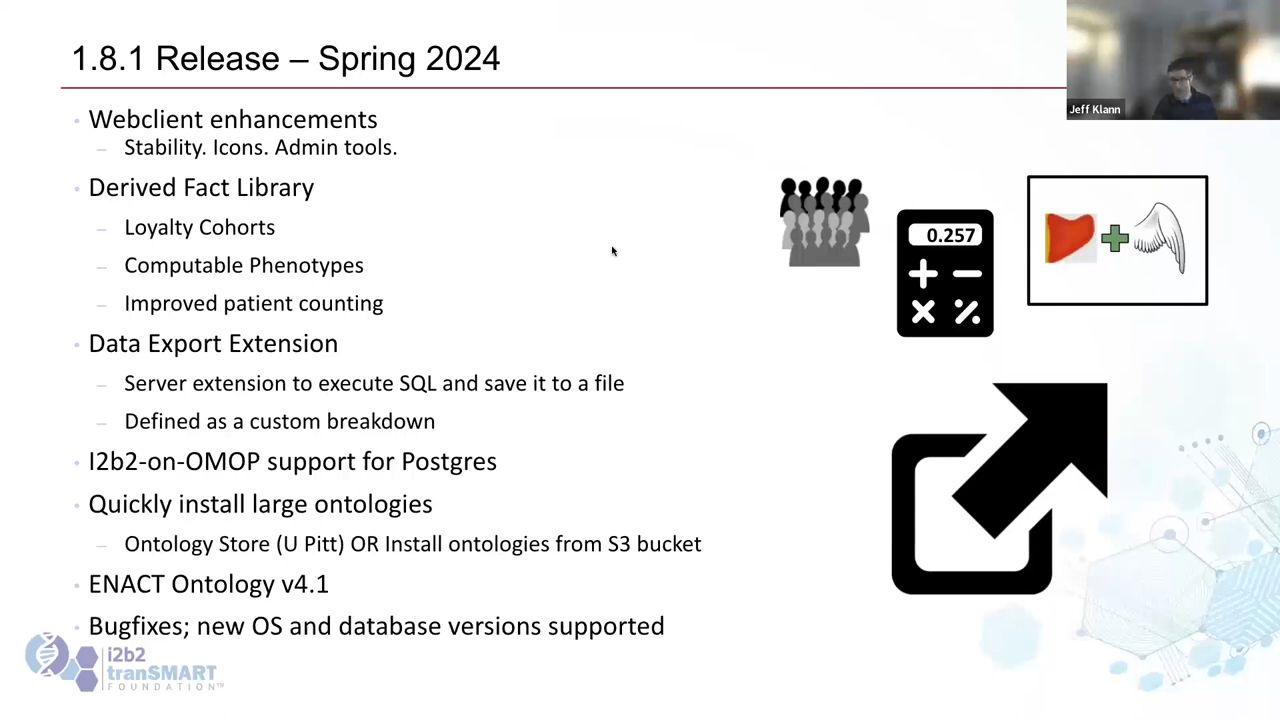 1.8.1 Release – Spring 2024
Jeff Klann
• Webclient enhancements
– Stability. Icons. Admin tools.
• Derived Fact Library
– Loyalty Cohorts
– Computable Phenotypes
– Improved patient counting
0.257
• Data Export Extension
– Server extension to execute SQL and save it to a file
– Defined as a custom breakdown
• I2b2-on-OMOP support for Postgres
• Quickly install large ontologies
– Ontology Store (U Pitt) OR Install ontologies from S3 bucket
• ENACT Ontology v4.1
• Bugfixes; new OS and database versions supported
i2b2
tranSMART
FOUNDATION™